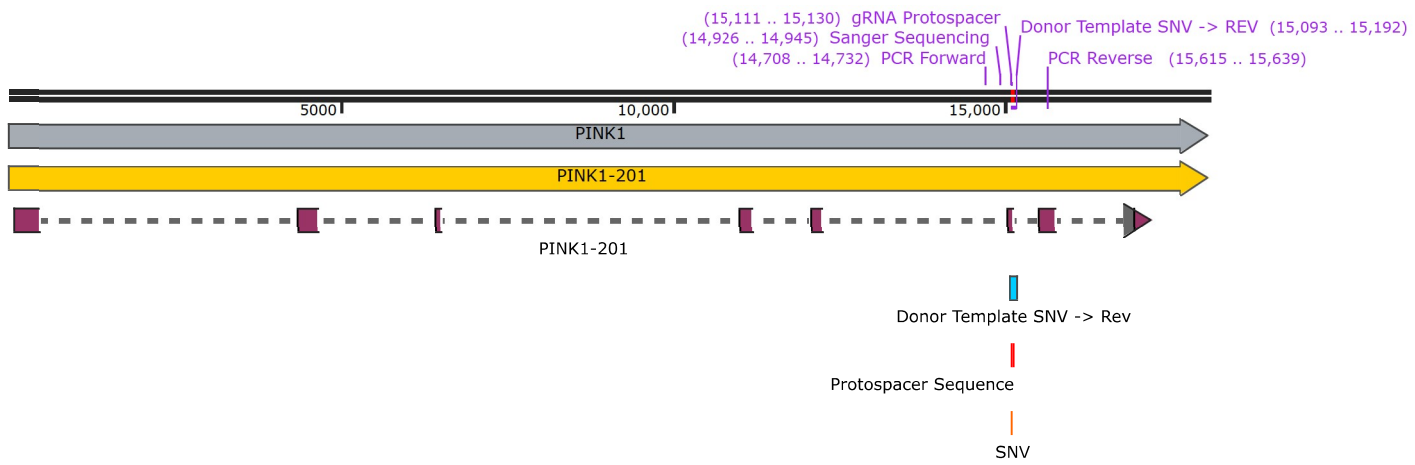 (15,111 .. 15,130) gRNA Protospacer
Donor Template SNV -> REV (15,093 .. 15,192)
(14,926 .. 14,945) Sanger Sequencing
(14,708 .. 14,732) PCR Forward
PCR Reverse (15,615 .. 15,639)
5000
10,000
15,000
PINK1
PINK1-201
PINK1-201
Donor Template SNV -> Rev
Protospacer Sequence
SNV